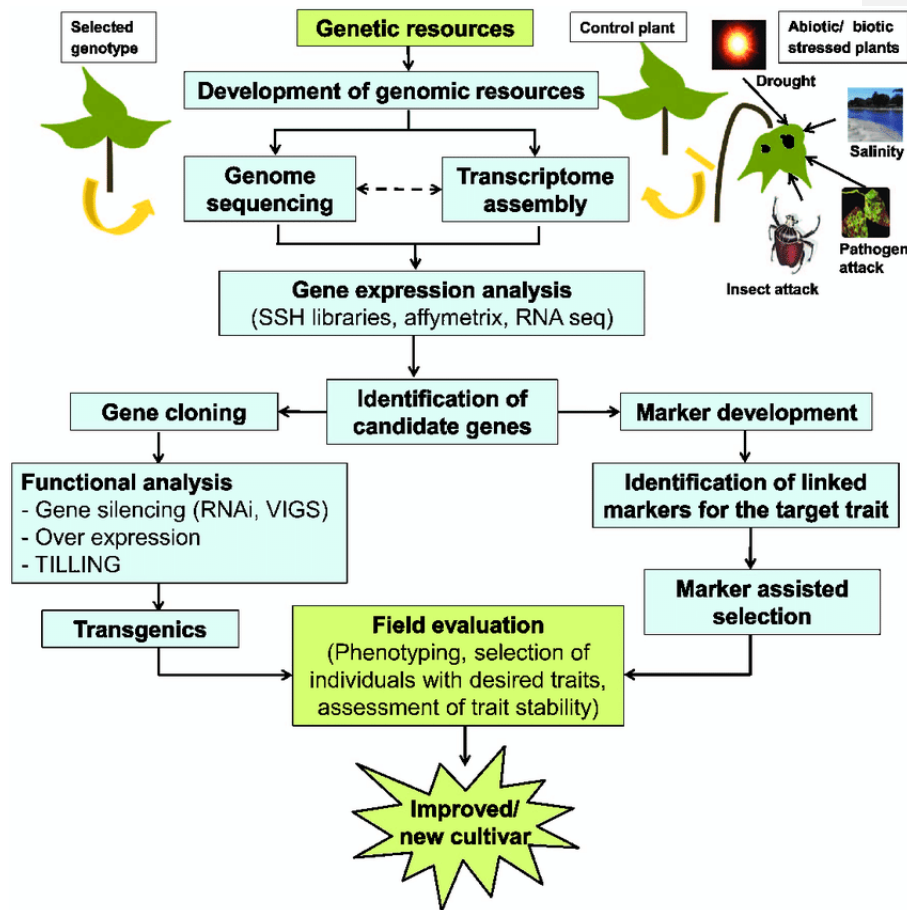 Selected
genotype
Genetic resources
Control plant
Abiotic/ biotic
stressed plants
Drought
Development of genomic resources
Salinity
Genome
sequencing
Transcriptome
assembly
Pathogen
attack
Insect attack
Gene expression analysis
(SSH libraries, affymetrix, RNA seq)
Gene cloning
Identification of
candidate genes
Marker development
Functional analysis
- Gene silencing (RNAi, VIGS)
- Over expression
- TILLING
Identification of linked
markers for the target trait
Transgenics
Marker assisted
selection
Field evaluation
(Phenotyping, selection of
individuals with desired traits,
assessment of trait stability)
Improved/
new cultivar